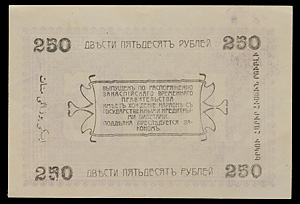 250 ДВѢСТИ ПЯТЬДЕСЯТЪ РУБЛЕЙ 250
ВЫПУЩЕНЪ ПО РАСПОРЯЖЕНІЮ
ЗАКАСПІЙСКАГО ВРЕМЕННАГО
ПРАВИТЕЛЬСТВА
ИМѢЕТЪ ХОЖДЕНІЕ НАРАВНѢ СЪ
ГОСУДАРСТВЕННЫМИ КРЕДИТНЫ-
МИ БИЛЕТАМИ.
ПОДДѢЛКА ПРЕСЛѢДУЕТСЯ ЗА-
КОНОМЪ
250 ДВѢСТИ ПЯТЬДЕСЯТЪ РУБЛЕЙ 250